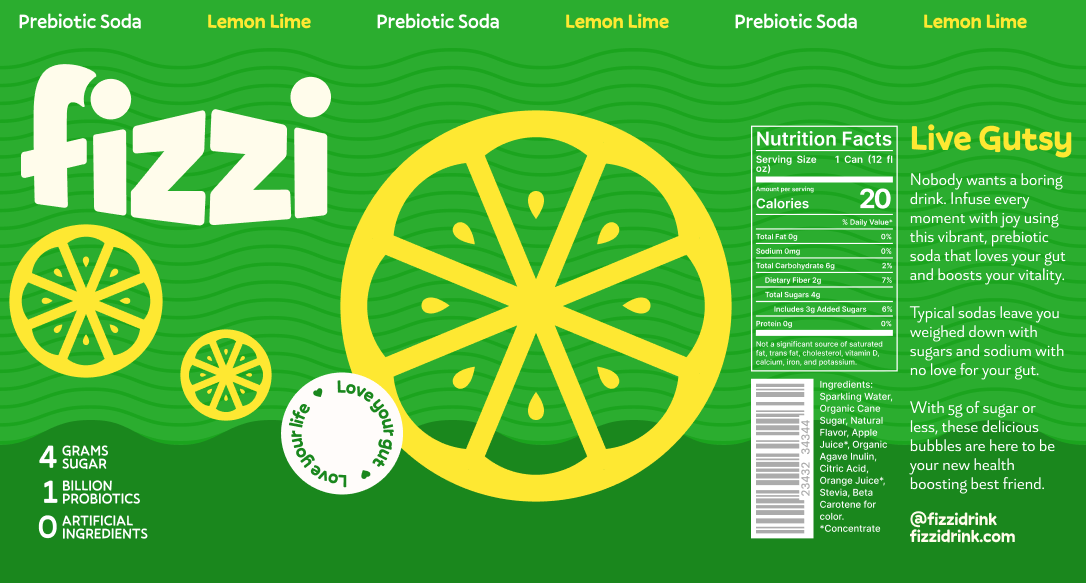 Prebiotic Soda Lemon Lime Prebiotic Soda Lemon Lime Prebiotic Soda Lemon Lime
fizzi
4 GRAMS
SUGAR
1 BILLION
PROBIOTICS
0 ARTIFICIAL
INGREDIENTS
Love your gut
Love your life
Nutrition Facts
Serving Size 1 Can (12 fl
oz)
Amount per serving
Calories 20
% Daily Value*
Total Fat 0g 0%
Sodium 0mg 0%
Total Carbohydrate 6g 2%
Dietary Fiber 2g 7%
Total Sugars 4g
Includes 3g Added Sugars 6%
Protein 0g 0%
Not a significant source of saturated
fat, trans fat, cholesterol, vitamin D,
calcium, iron, and potassium.
23432 34344
Ingredients:
Sparkling Water,
Organic Cane
Sugar, Natural
Flavor, Apple
Juice*, Organic
Agave Inulin,
Citric Acid,
Orange Juice*,
Stevia, Beta
Carotene for
color.
*Concentrate
Live Gutsy
Nobody wants a boring
drink. Infuse every
moment with joy using
this vibrant, prebiotic
soda that loves your gut
and boosts your vitality.
Typical sodas leave you
weighed down with
sugars and sodium with
no love for your gut.
With 5g of sugar or
less, these delicious
bubbles are here to be
your new health
boosting best friend.
@fizzidrink
fizzidrink.com